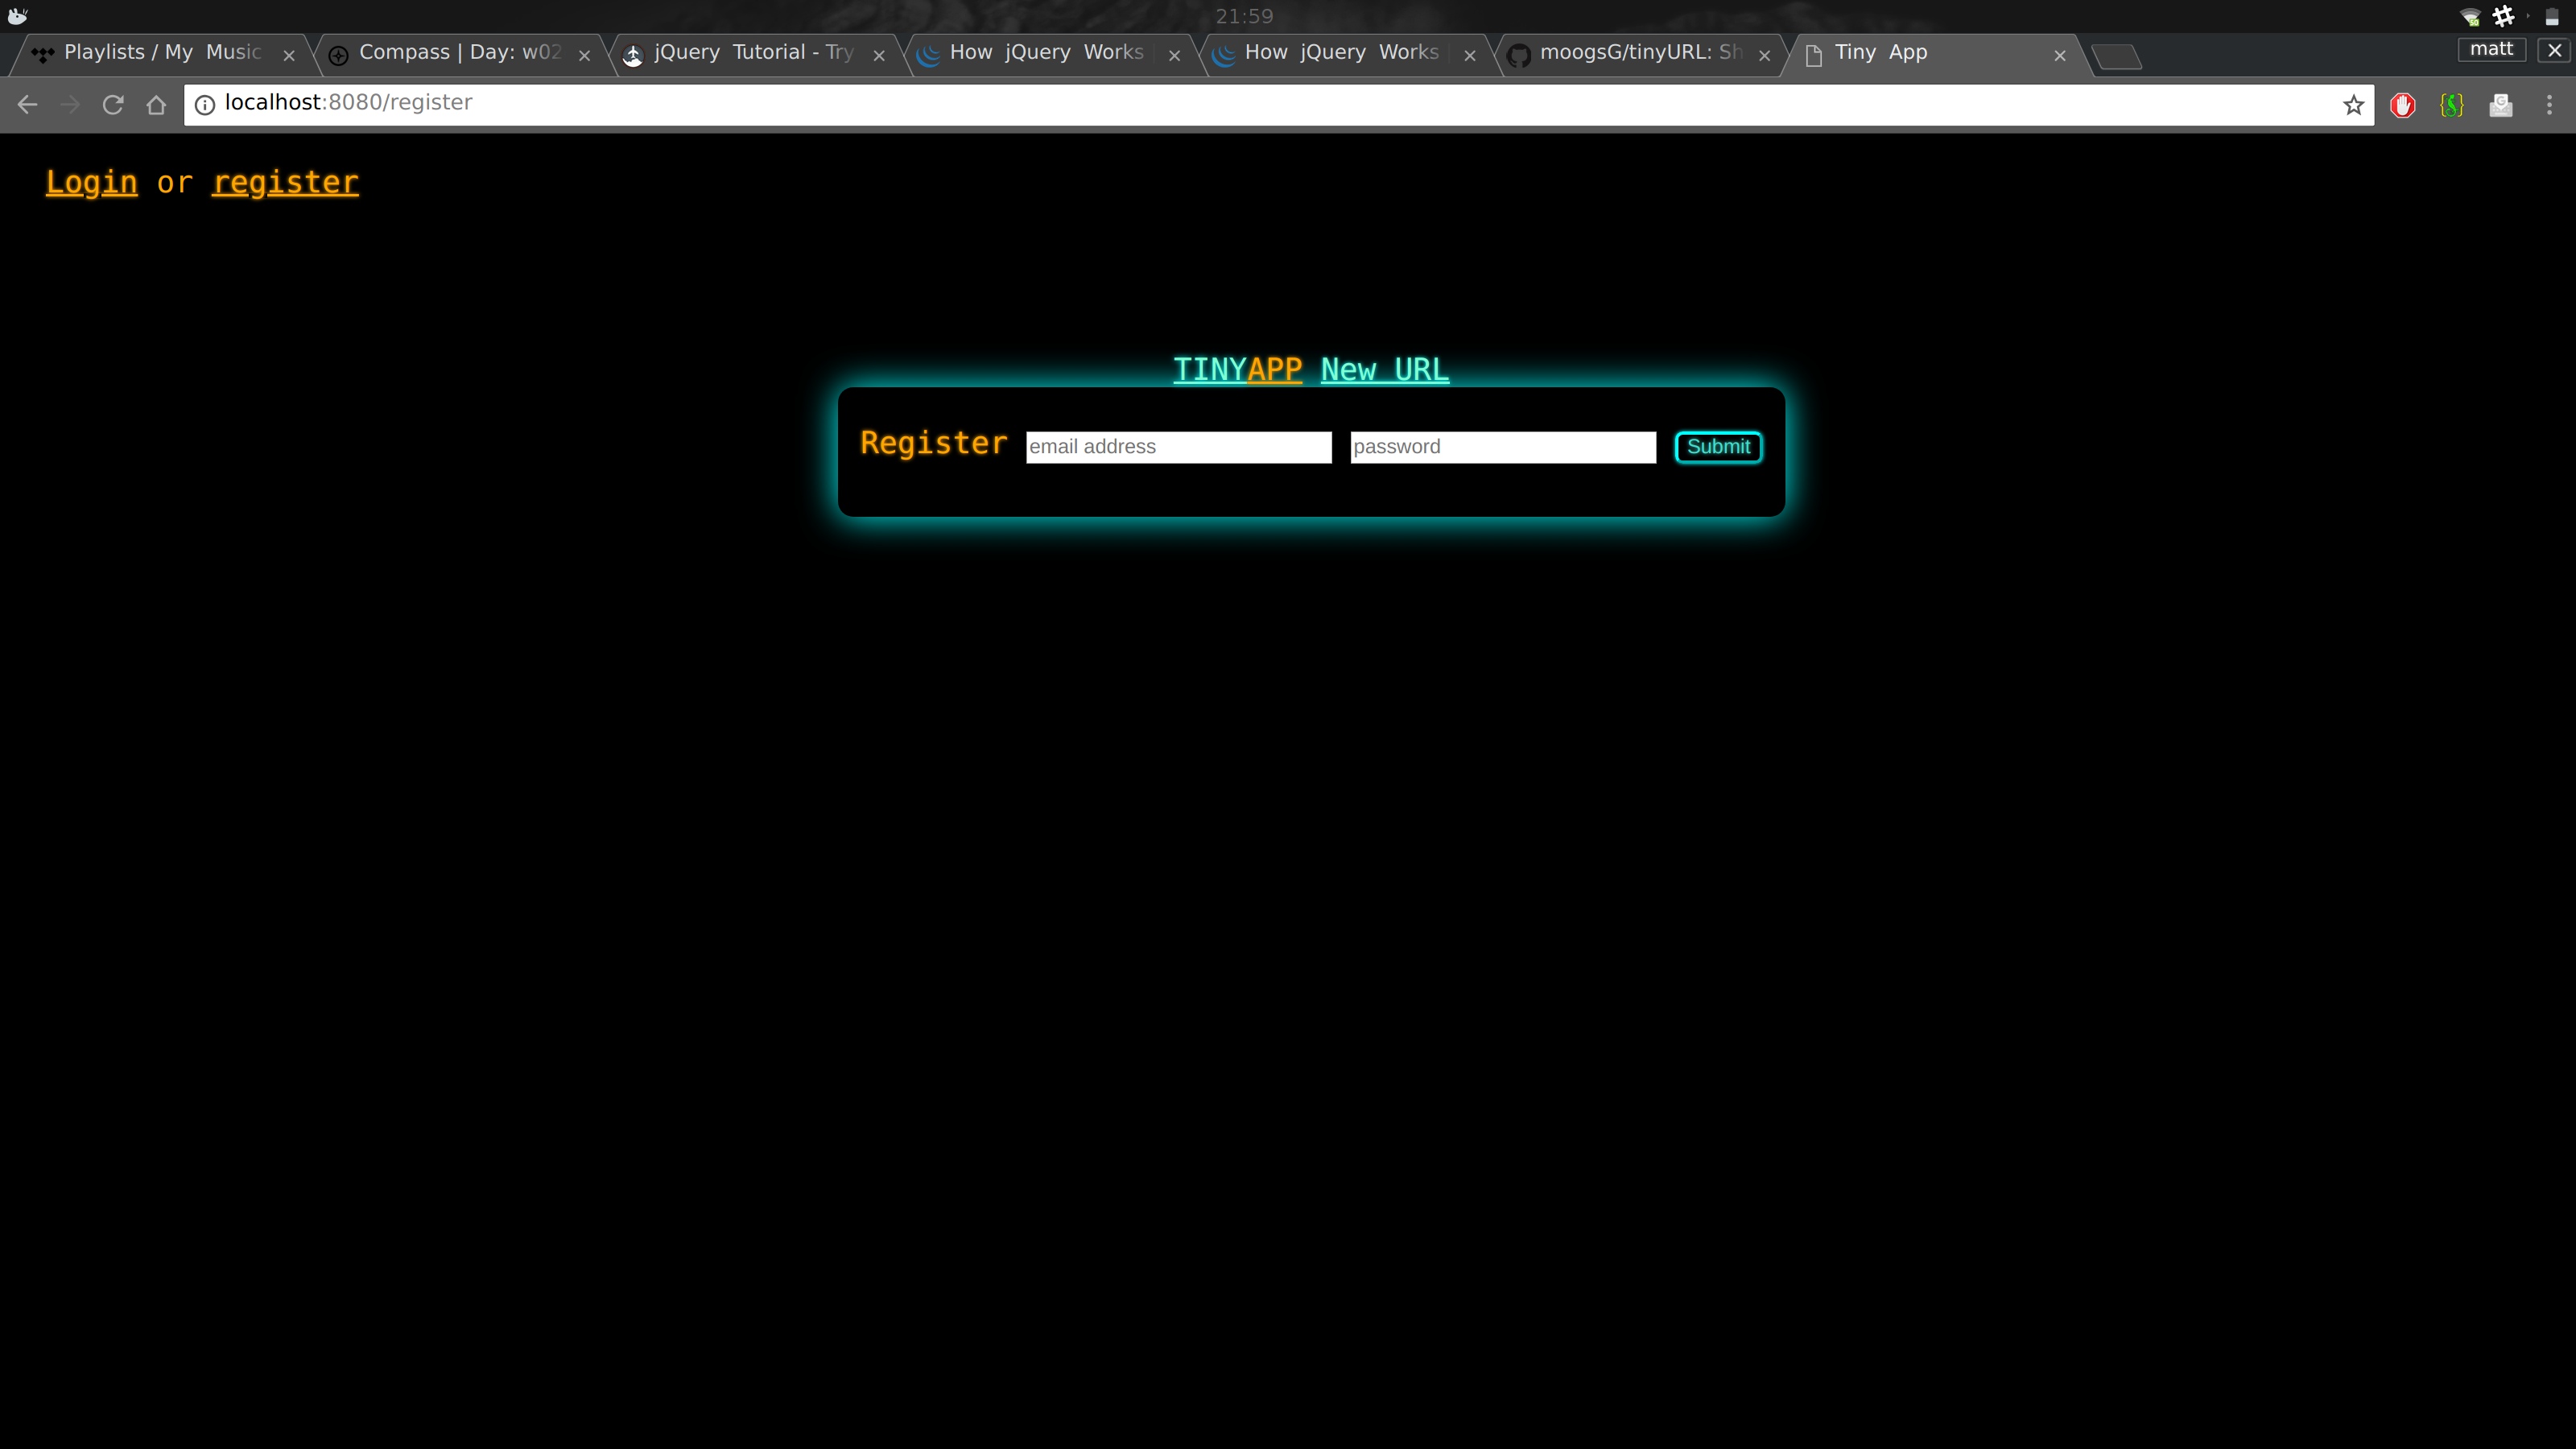 21:59
Playlists / My Music
Compass | Day: w02
jQuery Tutorial - Try
How jQuery Works
How jQuery Works
moogsG/tinyURL: Sh
Tiny App
matt
localhost:8080/register
Login or register
TINYAPP New URL
Register email address password Submit